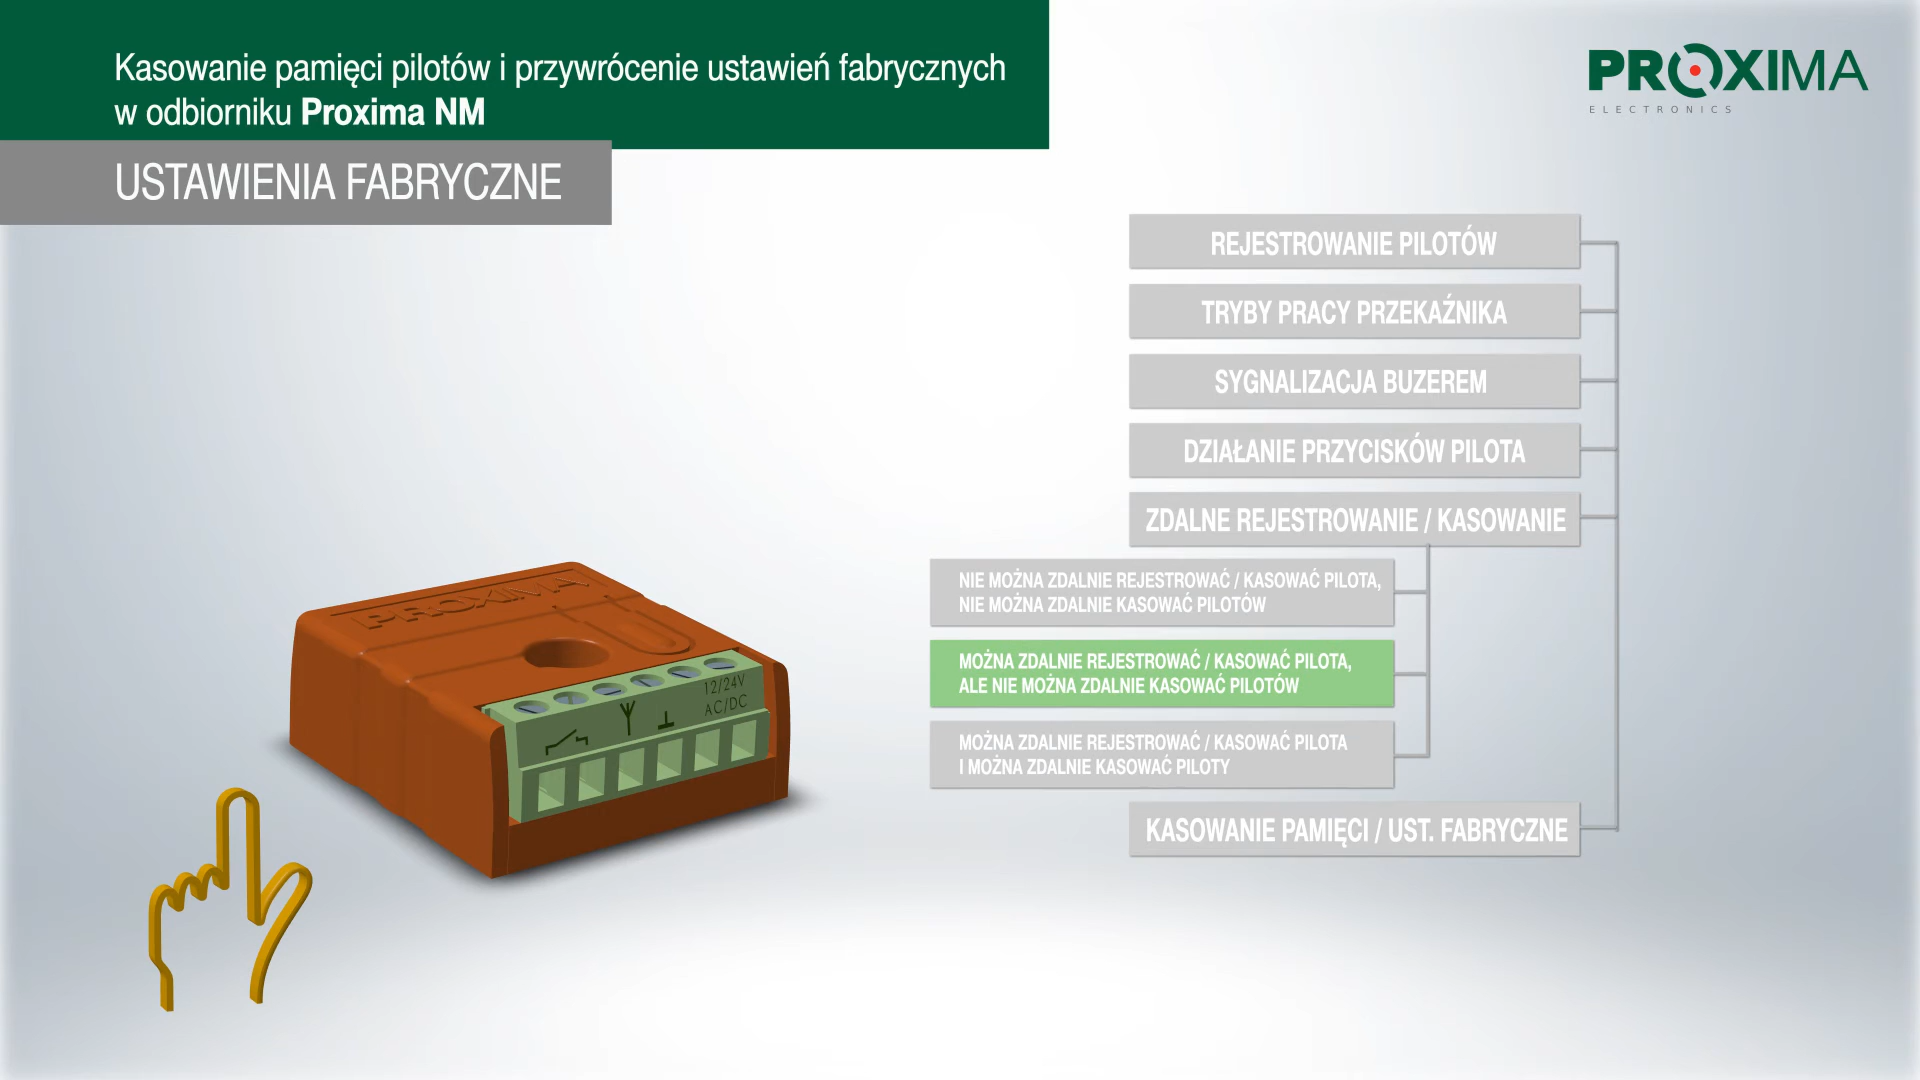 Kasowanie pamięci pilotów i przywrócenie ustawień fabrycznych
w odbiorniku Proxima NM
USTAWIENIA FABRYCZNE
PROXIMA
ELECTRONICS
REJESTROWANIE PILOTÓW
TRYBY PRACY PRZEKAŹNIKA
SYGNALIZACJA BUZEREM
DZIAŁANIE PRZYCISKÓW PILOTA
ZDALNE REJESTROWANIE / KASOWANIE
NIE MOŻNA ZDALNIE REJESTROWAĆ / KASOWAĆ PILOTA,
NIE MOŻNA ZDALNIE KASOWAĆ PILOTÓW
MOŻNA ZDALNIE REJESTROWAĆ / KASOWAĆ PILOTA,
ALE NIE MOŻNA ZDALNIE KASOWAĆ PILOTÓW
MOŻNA ZDALNIE REJESTROWAĆ / KASOWAĆ PILOTA
I MOŻNA ZDALNIE KASOWAĆ PILOTY
KASOWANIE PAMIĘCI / UST. FABRYCZNE
PROXIMA
12/24V
AC/DC